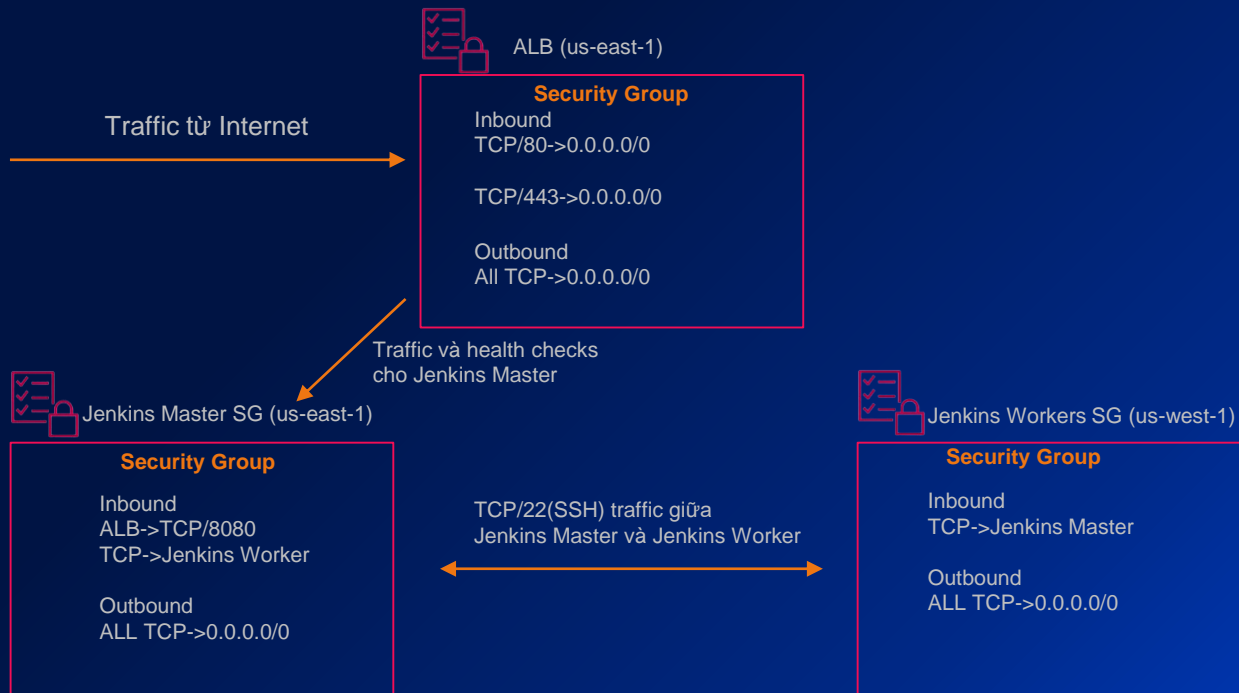 ALB (us-east-1)
Security Group
Inbound
TCP/80->0.0.0.0/0
TCP/443->0.0.0.0/0
Outbound
All TCP->0.0.0.0/0
Traffic từ Internet
Traffic và health checks
cho Jenkins Master
Jenkins Master SG (us-east-1)
Security Group
Inbound
ALB->TCP/8080
TCP->Jenkins Worker
Outbound
ALL TCP->0.0.0.0/0
TCP/22(SSH) traffic giữa
Jenkins Master và Jenkins Worker
Jenkins Workers SG (us-west-1)
Security Group
Inbound
TCP->Jenkins Master
Outbound
ALL TCP->0.0.0.0/0